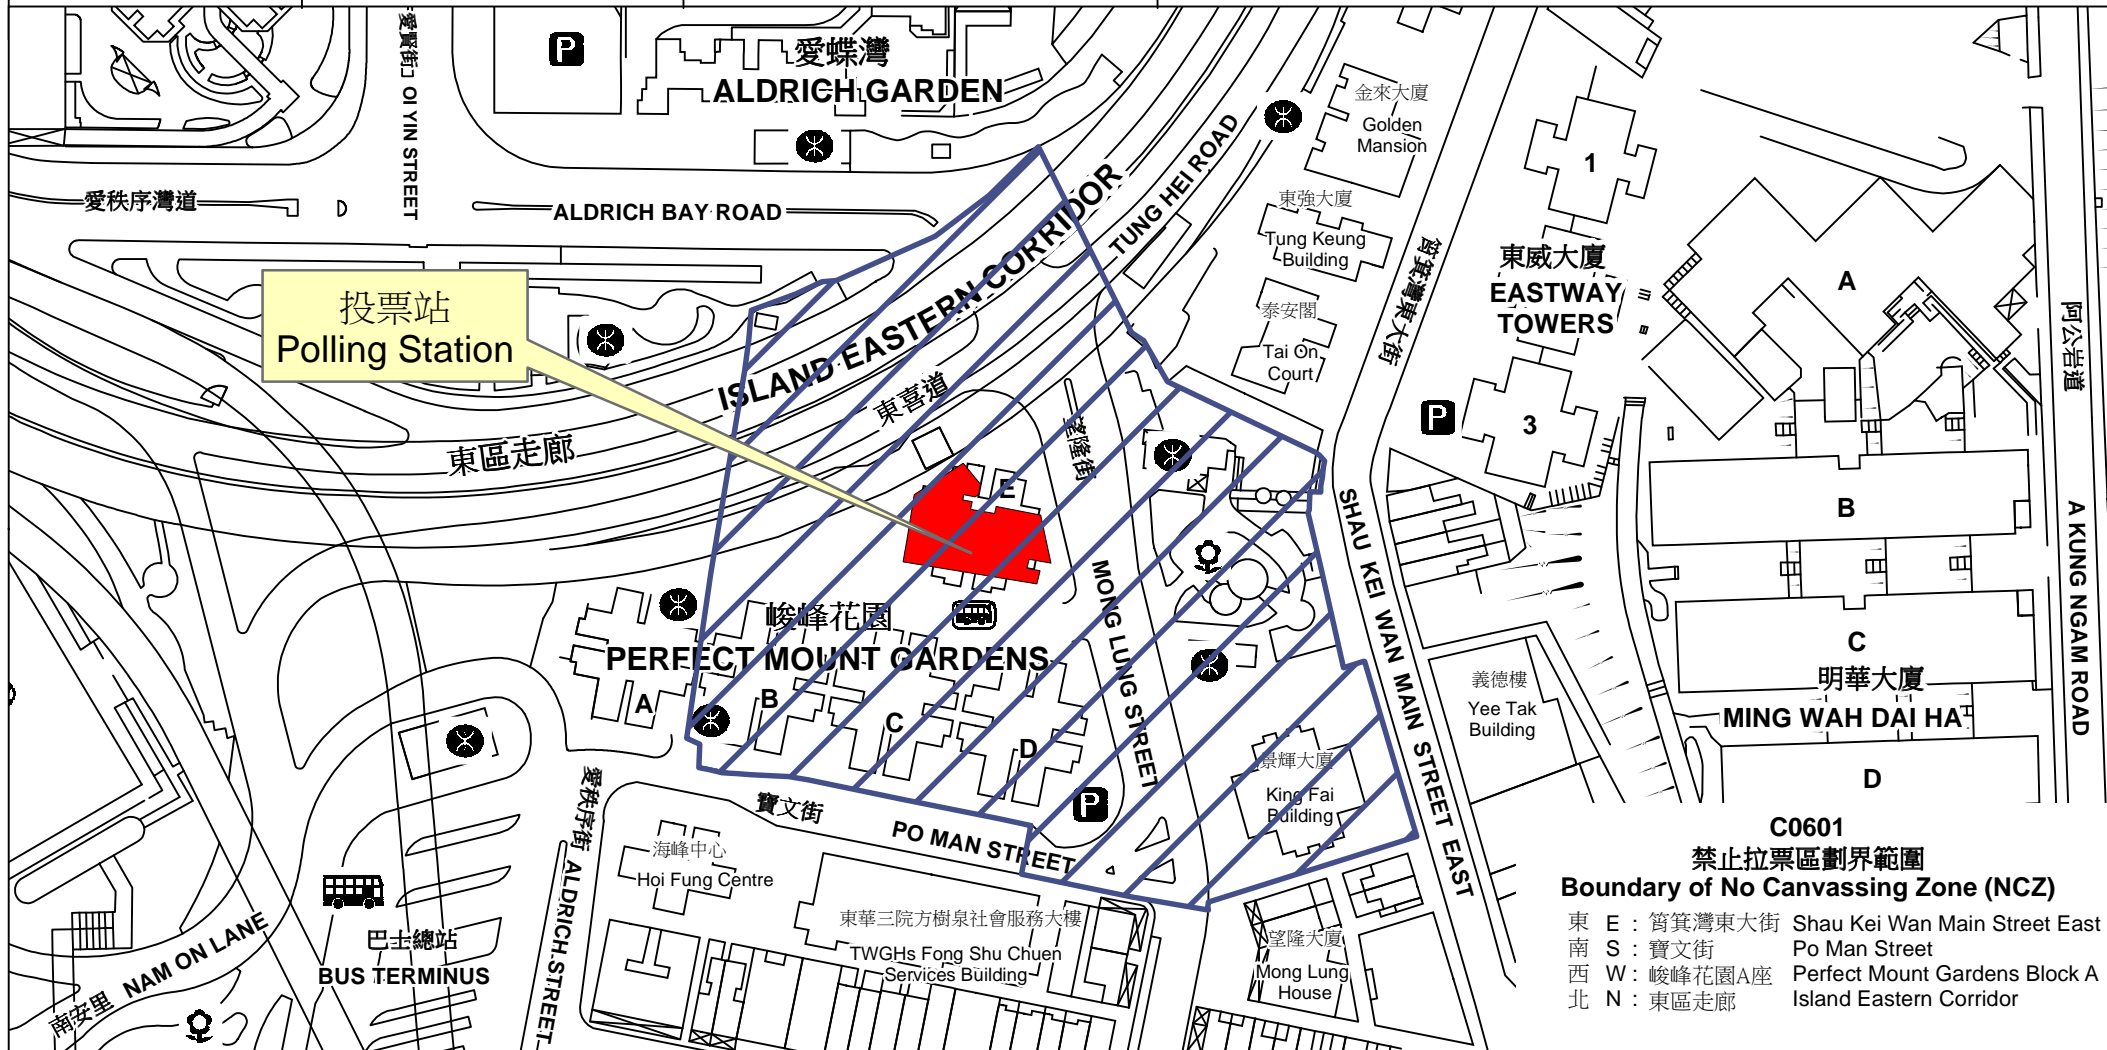 愛賢街
OI YIN STREET
P
愛蝶灣
ALDRICH GARDEN
金來大廈
Golden
Mansion
1
愛秩序灣道
ALDRICH BAY ROAD
TUNG HEI ROAD
東強大廈
Tung Keung
Building
筲箕灣東大街
東威大廈
EASTWAY
TOWERS
A
投票站
Polling Station
ISLAND EASTERN CORRIDOR
泰安閣
Tai On
Court
阿公岩道
東喜道
望隆街
P
3
東區走廊
E
B
SHAU KEI WAN MAIN STREET EAST
A KUNG NGAM ROAD
MONG LUNG STREET
峻峰花園
PERFECT MOUNT GARDENS
A
B
C
D
C
義德樓
Yee Tak
Building
明華大廈
MING WAH DAI HA
D
景輝大廈
King Fai
Building
P
寶文街
PO MAN STREET
愛秩序街
ALDRICH STREET
海峰中心
Hoi Fung Centre
東華三院方樹泉社會服務大樓
TWGHs Fong Shu Chuen
Services Building
巴士總站
BUS TERMINUS
南安里 NAM ON LANE
望隆大廈
Mong Lung
House
C0601
禁止拉票區劃界範圍
Boundary of No Canvassing Zone (NCZ)
東 E : 筲箕灣東大街 Shau Kei Wan Main Street East
南 S : 寶文街 Po Man Street
西 W : 峻峰花園A座 Perfect Mount Gardens Block A
北 N : 東區走廊 Island Eastern Corridor